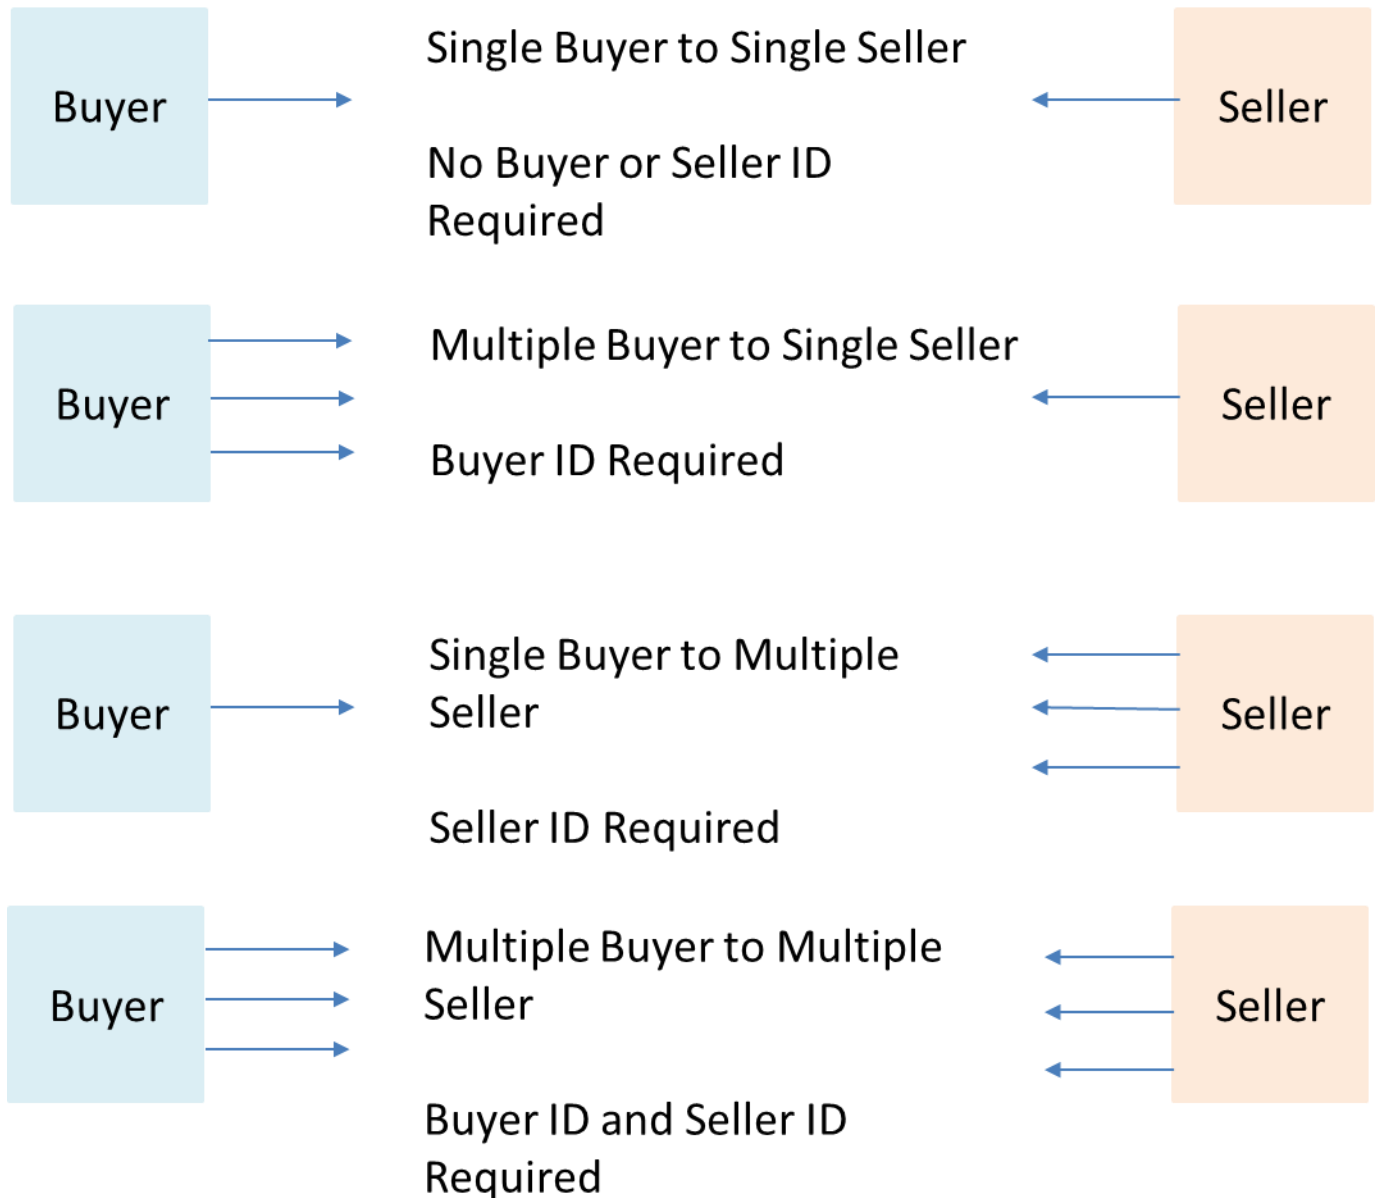 Buyer
Single Buyer to Single Seller
No Buyer or Seller ID
Required
Seller
Buyer
Multiple Buyer to Single Seller
Buyer ID Required
Seller
Buyer
Single Buyer to Multiple
Seller
Seller ID Required
Seller
Buyer
Multiple Buyer to Multiple
Seller
Buyer ID and Seller ID
Required
Seller